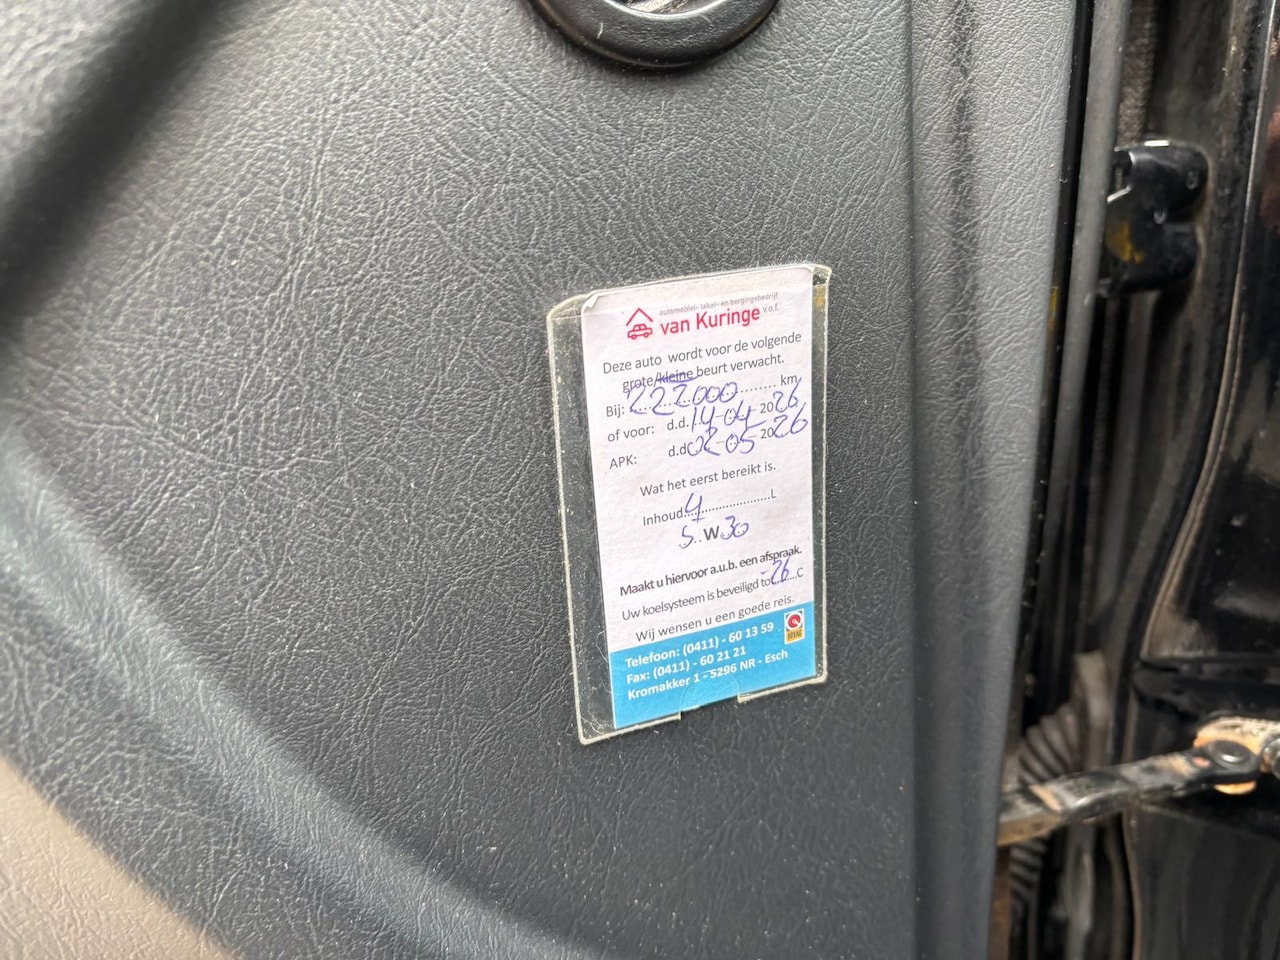 automobiel- takel- en bergingsbedrijf
van Kuringe v.o.f.
Deze auto wordt voor de volgende
grote/kleine beurt verwacht.
Bij: 222.000 km
of voor: d.d. 14-04-2026
APK: d.d. 02-05-2026
Wat het eerst bereikt is.
Inhoud 4 L
5 W 30
Maakt u hiervoor a.u.b. een afspraak.
Uw koelsysteem is beveiligd to -26 C
Wij wensen u een goede reis.
Telefoon: (0411) - 60 13 59
Fax: (0411) - 60 21 21
Kromakker 1 - 5296 NR - Esch
BOVAG